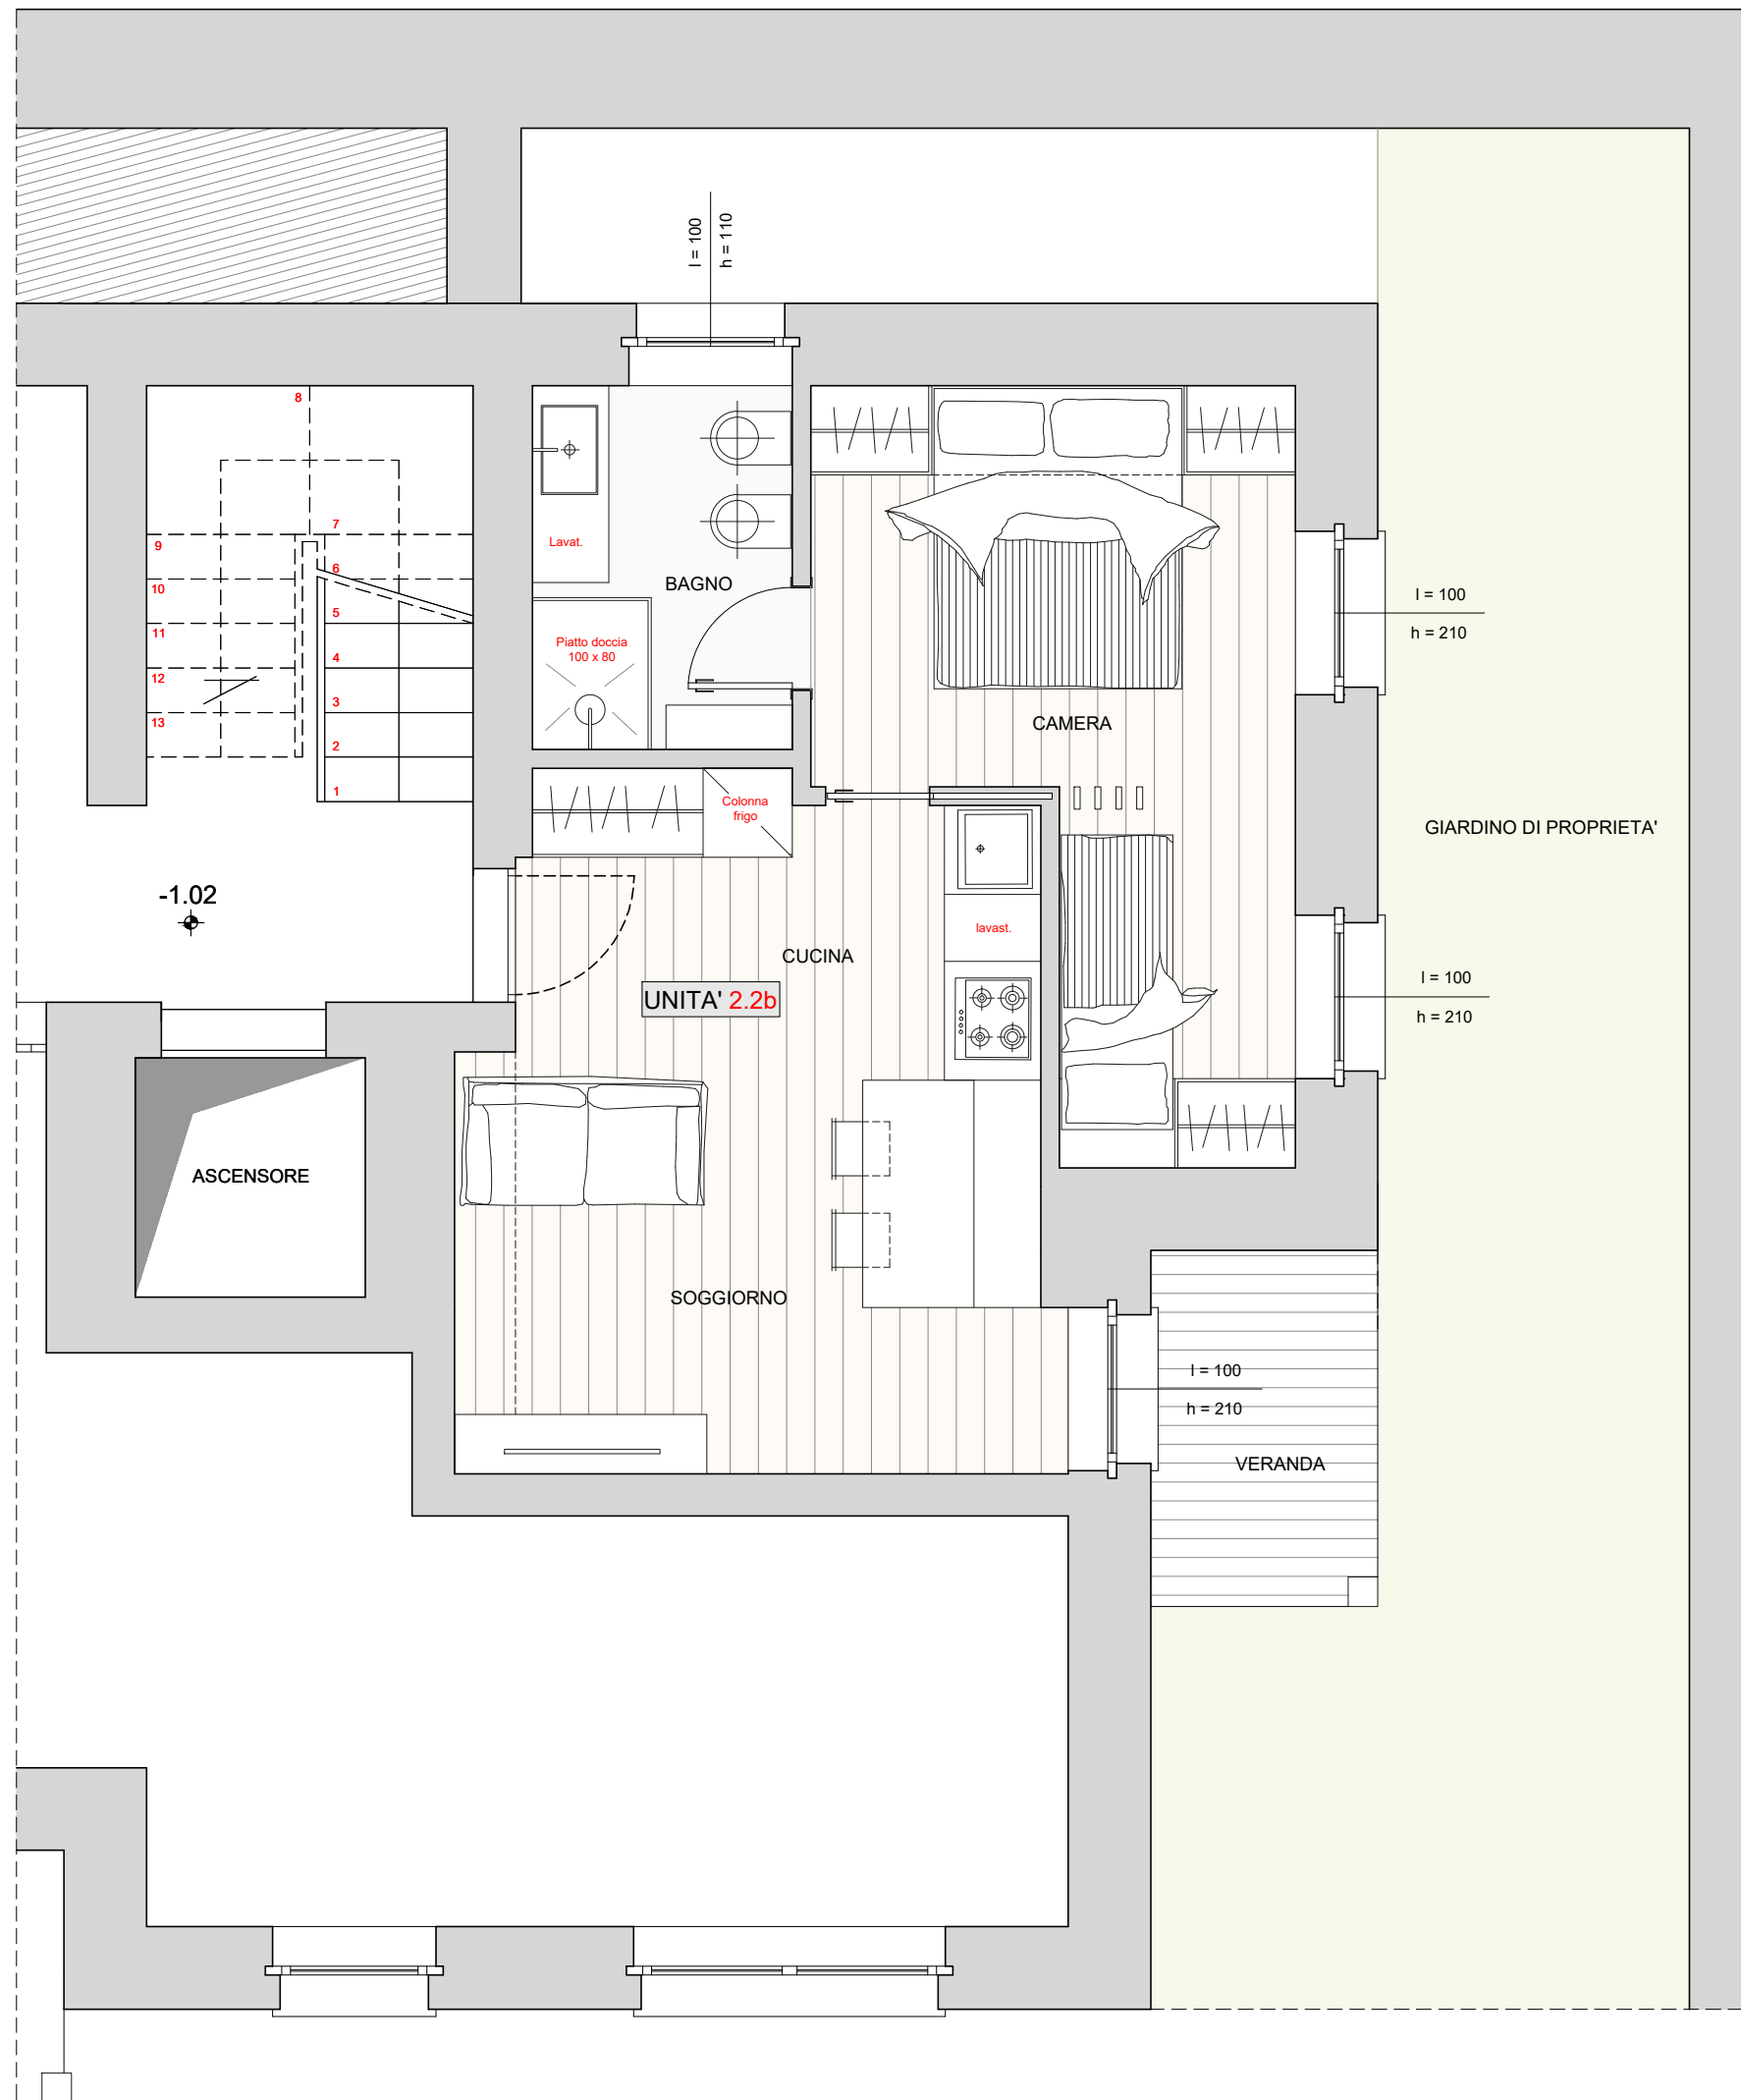 l = 100
h = 110
8
7
9
6
10
5
11
4
12
3
13
2
1
Lavat.
BAGNO
Piatto doccia
100 x 80
l = 100
h = 210
CAMERA
Colonna
frigo
GIARDINO DI PROPRIETA'
-1.02
lavast.
CUCINA
UNITA' 2.2b
l = 100
h = 210
ASCENSORE
SOGGIORNO
l = 100
h = 210
VERANDA